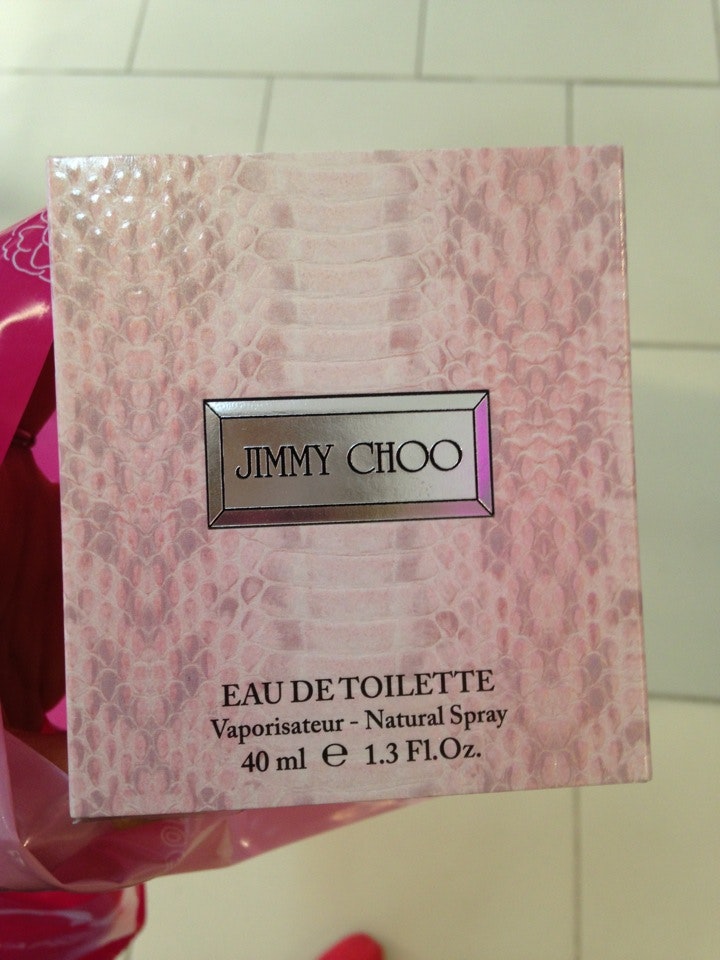 JIMMY CHOO
EAU DE TOILETTE
Vaporisateur - Natural Spray
40 ml ℮ 1.3 Fl.Oz.